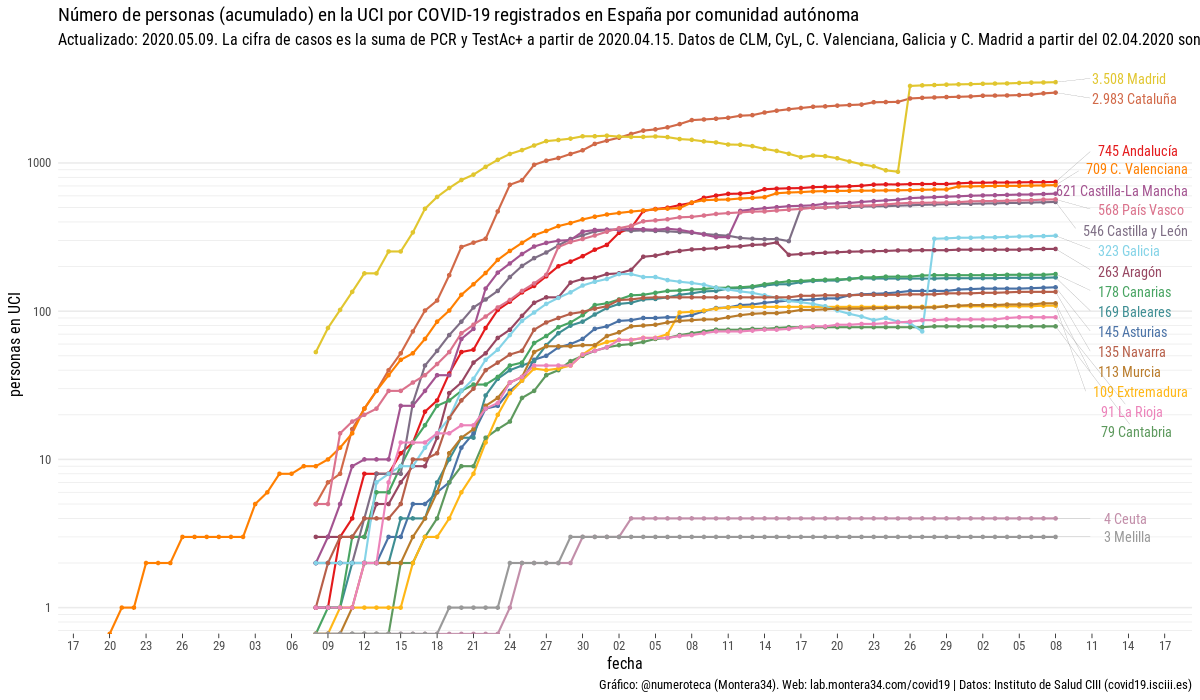 Número de personas (acumulado) en la UCI por COVID-19 registrados en España por comunidad autónoma
Actualizado: 2020.05.09. La cifra de casos es la suma de PCR y TestAc+ a partir de 2020.04.15. Datos de CLM, CyL, C. Valenciana, Galicia y C. Madrid a partir del 02.04.2020 son
personas en UCI
1000
100
10
1
3.508 Madrid
2.983 Cataluña
745 Andalucía
709 C. Valenciana
621 Castilla-La Mancha
568 País Vasco
546 Castilla y León
323 Galicia
263 Aragón
178 Canarias
169 Baleares
145 Asturias
135 Navarra
113 Murcia
109 Extremadura
91 La Rioja
79 Cantabria
4 Ceuta
3 Melilla
17 20 23 26 03 06 09 12 15 18 21 24 27 30 02 05 08 11 14 17 20 23 26 29 02 05 08 11 14 17
fecha
Gráfico: @numeroteca (Montera34). Web: lab.montera34.com/covid19 | Datos: Instituto de Salud CIII (covid19.isciii.es)